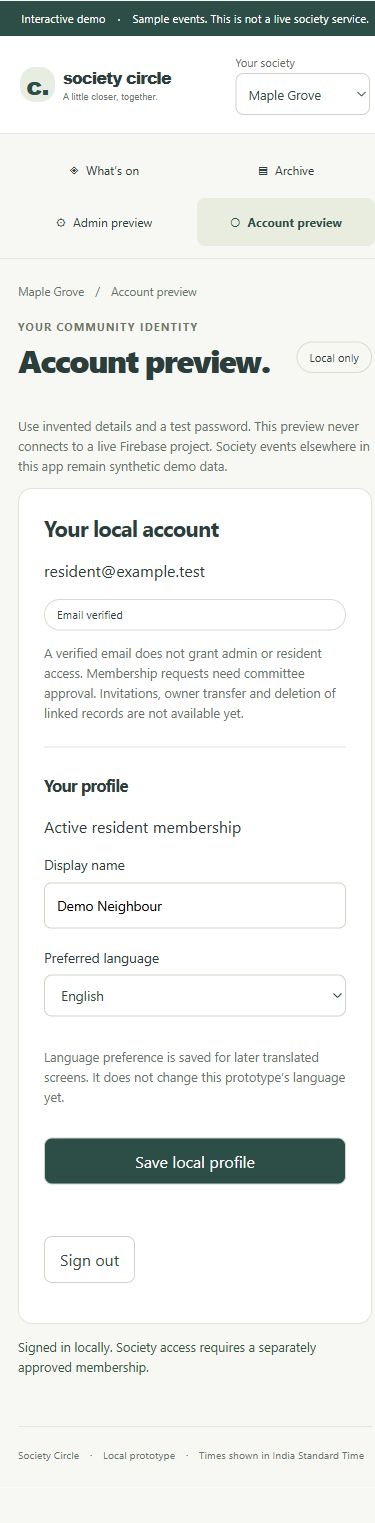 Interactive demo · Sample events. This is not a live society service.
c. society circle
A little closer, together.
Your society
Maple Grove
What's on
Archive
Admin preview
Account preview
Maple Grove / Account preview
YOUR COMMUNITY IDENTITY
Account preview.
Local only
Use invented details and a test password. This preview never
connects to a live Firebase project. Society events elsewhere in
this app remain synthetic demo data.
Your local account
resident@example.test
Email verified
A verified email does not grant admin or resident
access. Membership requests need committee
approval. Invitations, owner transfer and deletion of
linked records are not available yet.
Your profile
Active resident membership
Display name
Demo Neighbour
Preferred language
English
Language preference is saved for later translated
screens. It does not change this prototype's language
yet.
Save local profile
Sign out
Signed in locally. Society access requires a separately
approved membership.
Society Circle · Local prototype · Times shown in India Standard Time